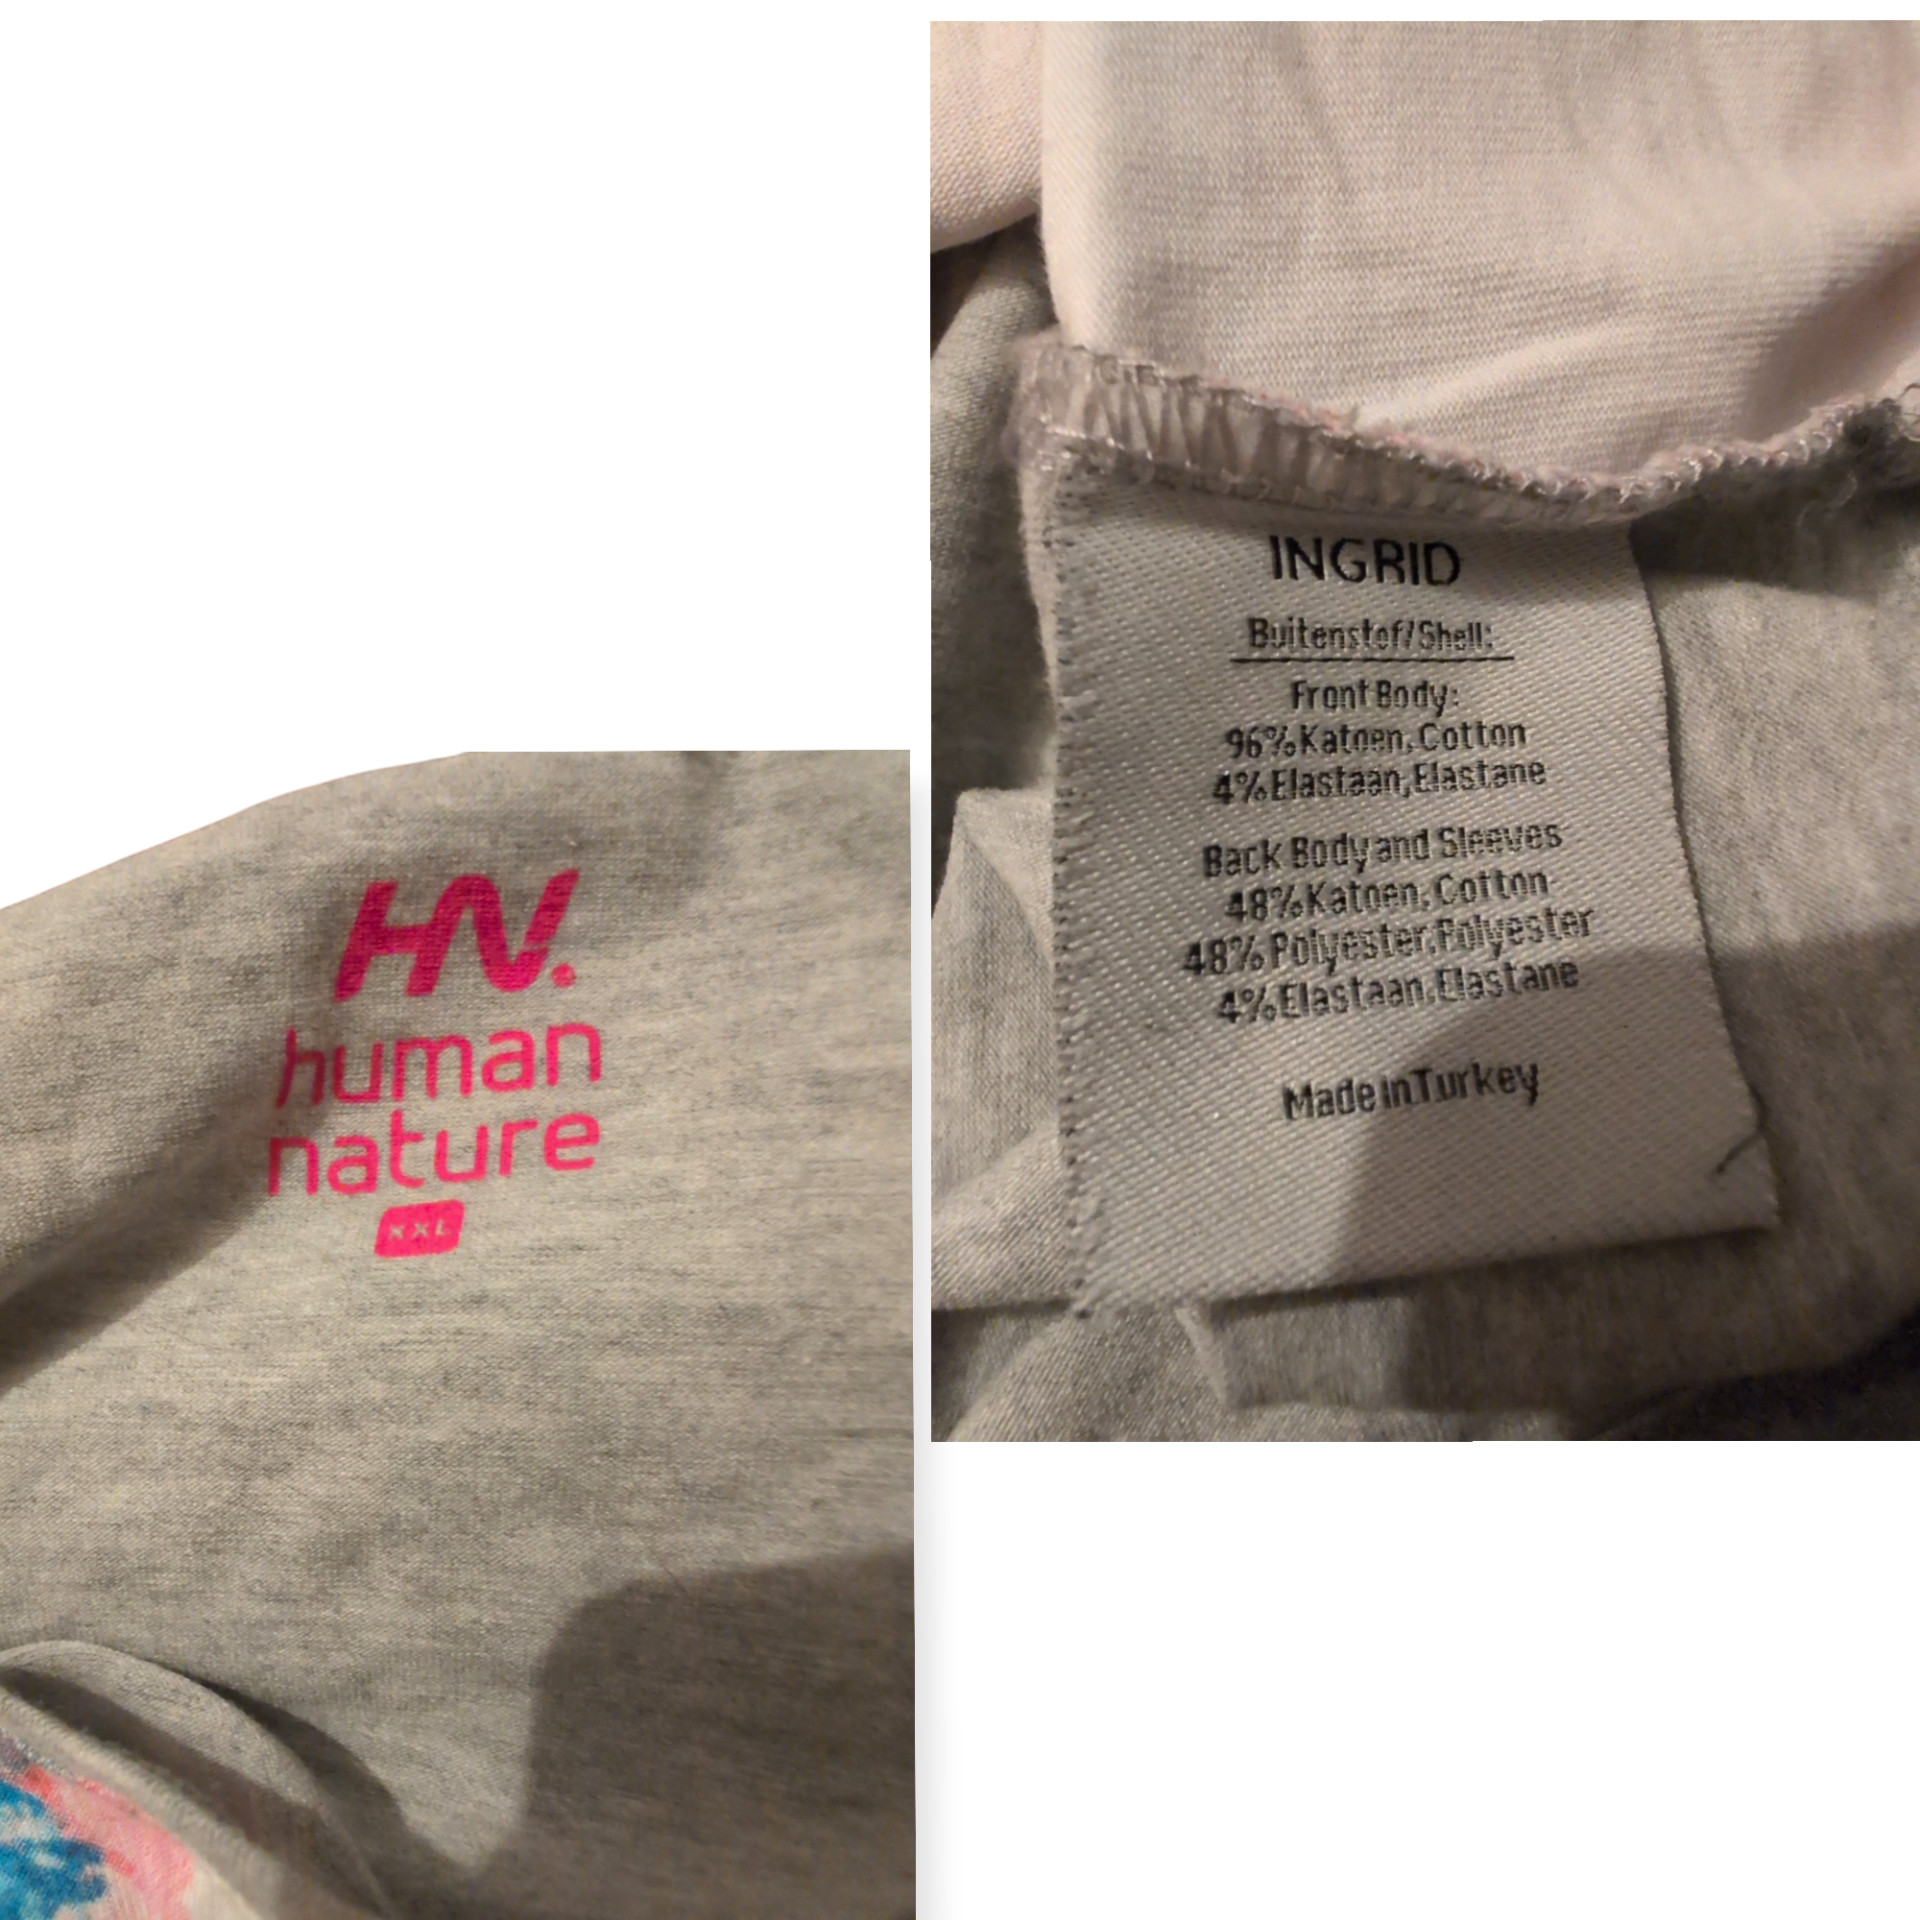 HN.
human
nature
XXL
INGRID
Buitenstof/Shell:
Front Body:
96% Katoen, Cotton
4% Elastaan, Elastane
Back Body and Sleeves
48% Katoen, Cotton
48% Polyester, Polyester
4% Elastaan, Elastane
Made in Turkey